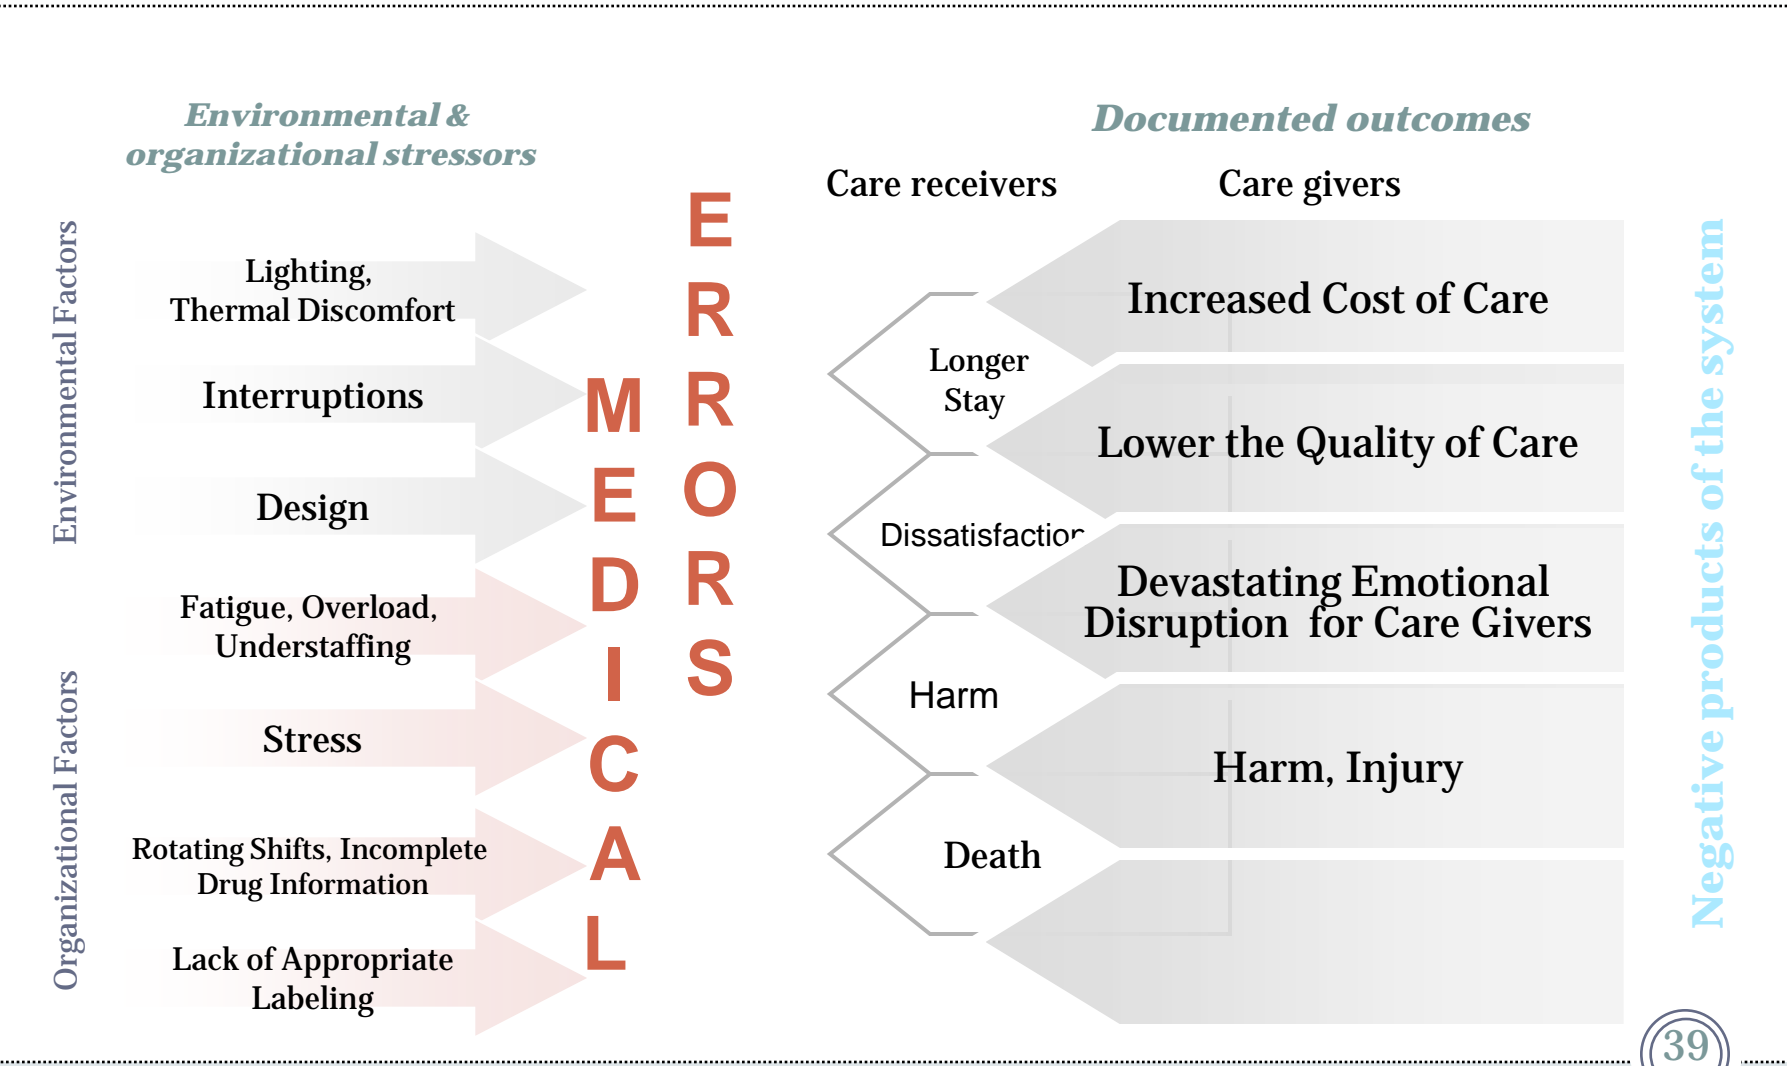 Environmental &
organizational stressors
Environmental Factors
Lighting,
Thermal Discomfort
Interruptions
Design
Organizational Factors
Fatigue, Overload,
Understaffing
Stress
Rotating Shifts, Incomplete
Drug Information
Lack of Appropriate
Labeling
MEDICAL
ERRORS
Documented outcomes
Care receivers
Longer
Stay
Dissatisfaction
Harm
Death
Care givers
Increased Cost of Care
Lower the Quality of Care
Devastating Emotional
Disruption for Care Givers
Harm, Injury
Negative products of the system
39